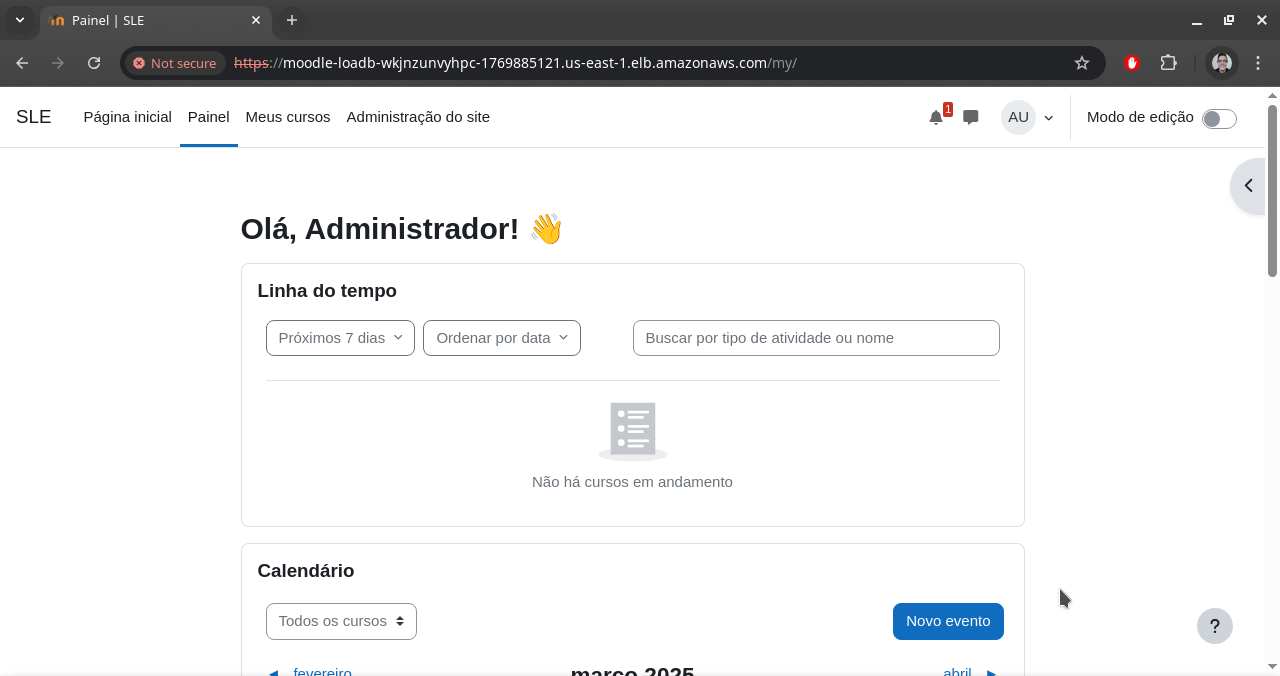 Painel | SLE
Not secure https://moodle-loadb-wkjnzunvyhpc-1769885121.us-east-1.elb.amazonaws.com/my/
SLE Página inicial Painel Meus cursos Administração do site 1 AU Modo de edição
Olá, Administrador! 👋
Linha do tempo
Próximos 7 dias Ordenar por data Buscar por tipo de atividade ou nome
Não há cursos em andamento
Calendário
Todos os cursos Novo evento
?
◄ fevereiro março 2025 abril ►